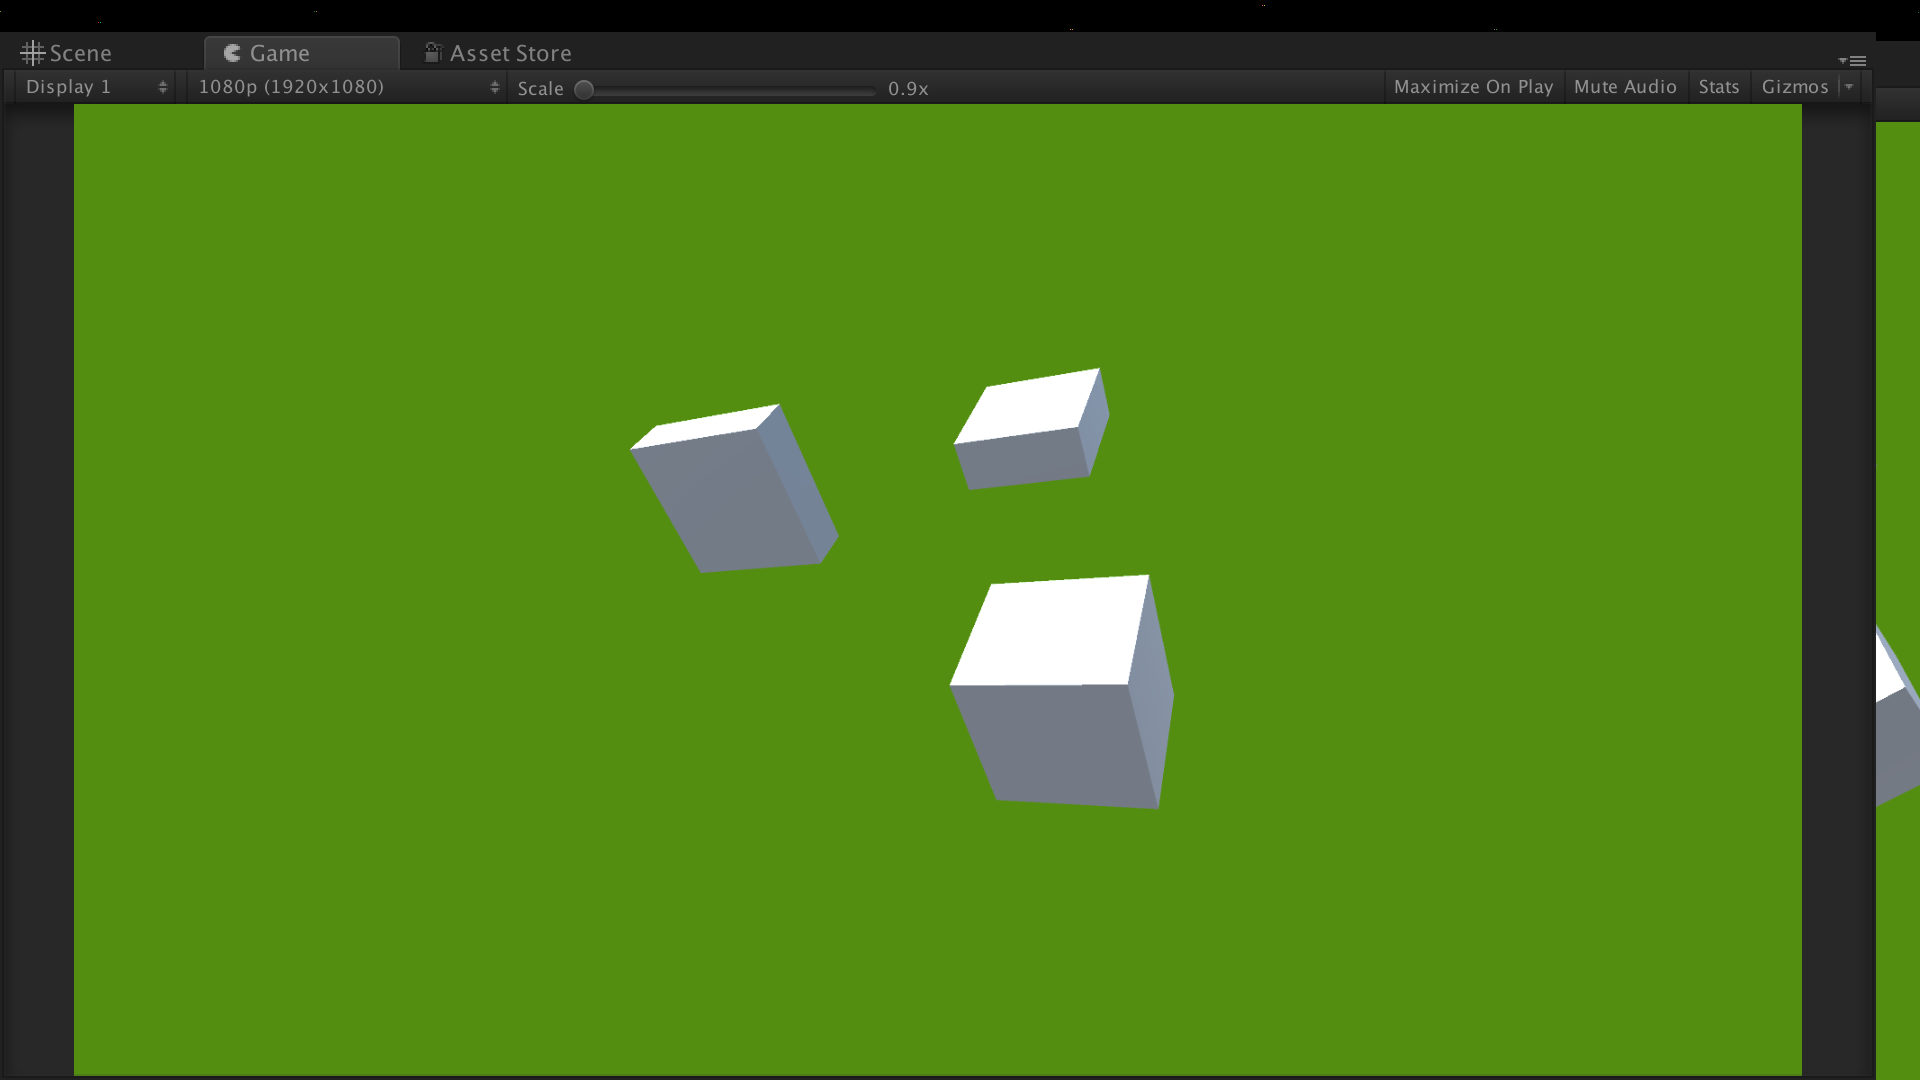 Scene Game Asset Store
Display 1 1080p (1920x1080) Scale 0.9x Maximize On Play Mute Audio Stats Gizmos